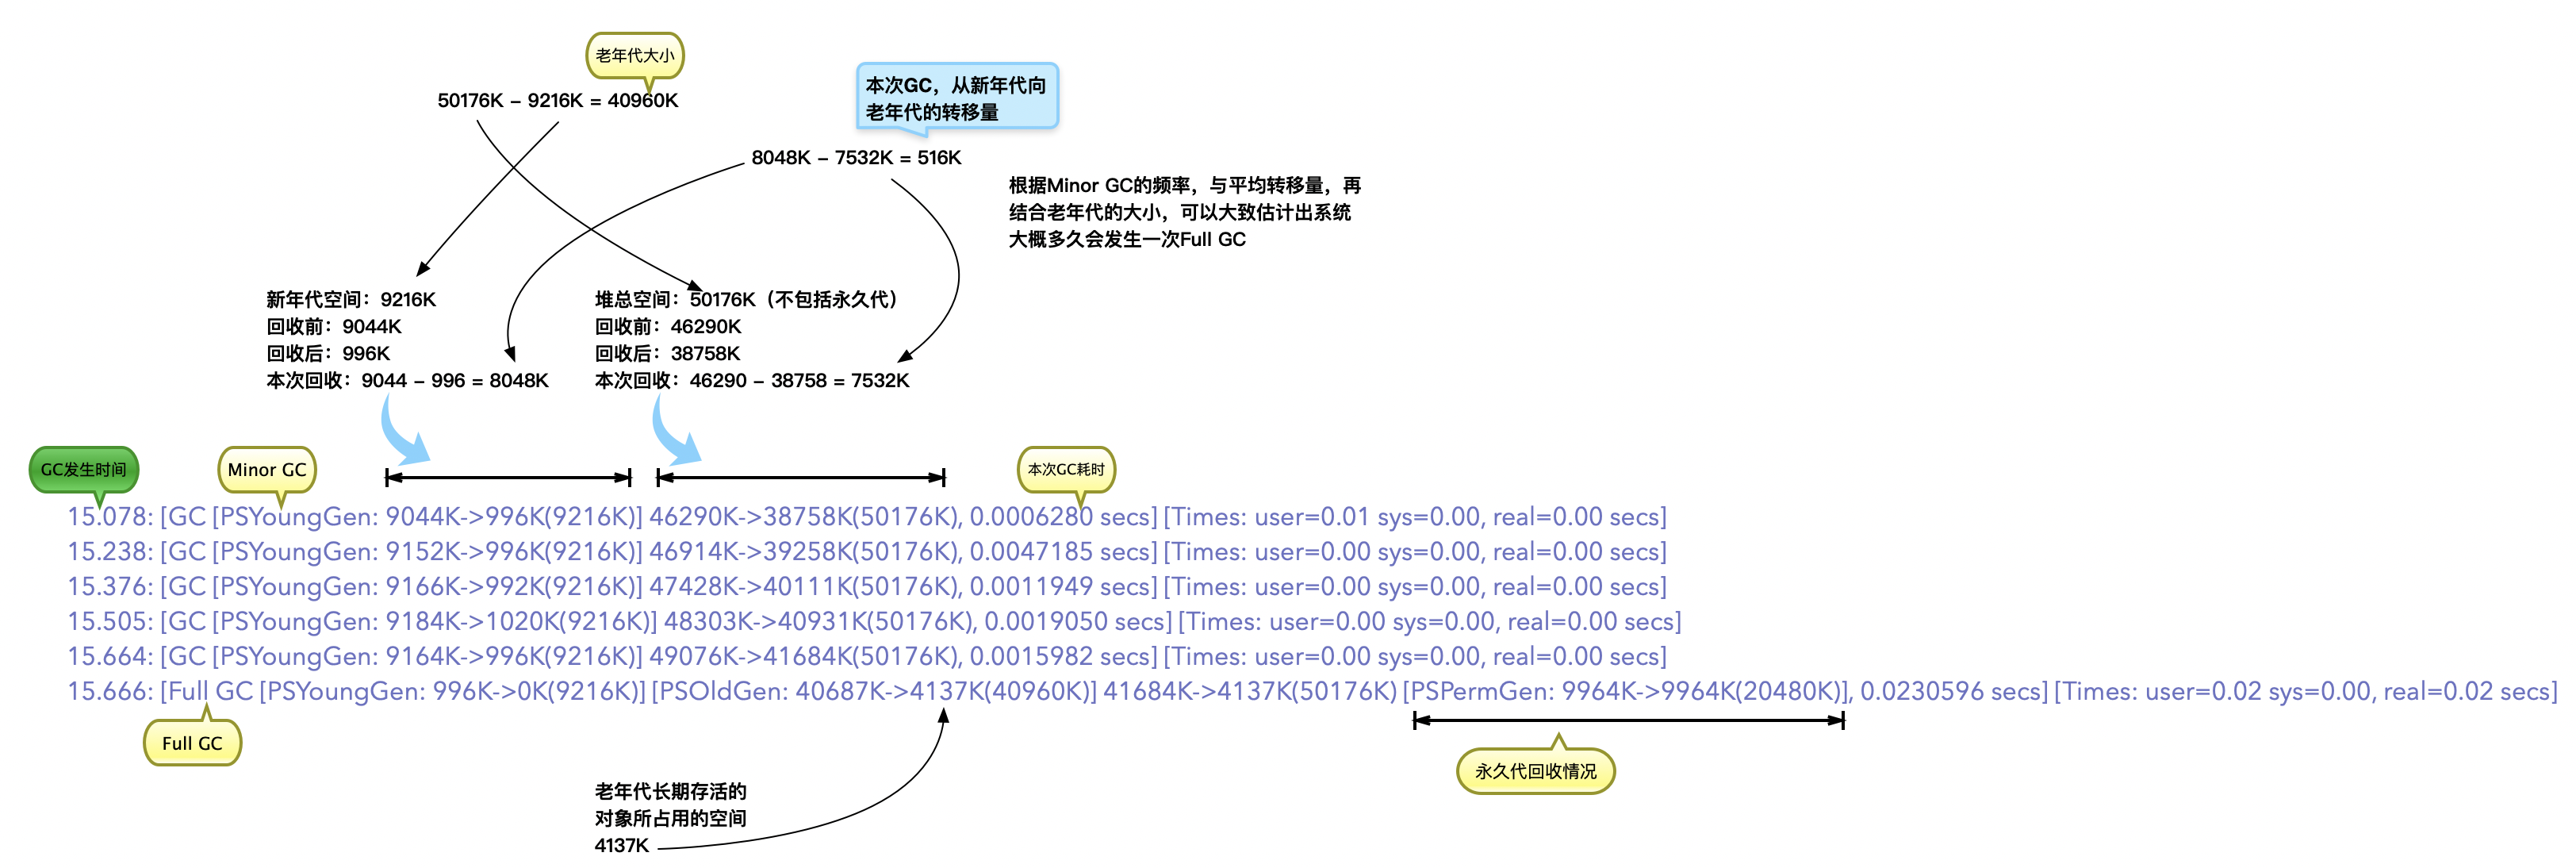 老年代大小
50176K - 9216K = 40960K
本次GC，从新年代向
老年代的转移量
8048K - 7532K = 516K
根据Minor GC的频率，与平均转移量，再
结合老年代的大小，可以大致估计出系统
大概多久会发生一次Full GC
新年代空间：9216K
回收前：9044K
回收后：996K
本次回收：9044 - 996 = 8048K
堆总空间：50176K（不包括永久代）
回收前：46290K
回收后：38758K
本次回收：46290 - 38758 = 7532K
GC发生时间
Minor GC
本次GC耗时
15.078: [GC [PSYoungGen: 9044K->996K(9216K)] 46290K->38758K(50176K), 0.0006280 secs] [Times: user=0.01 sys=0.00, real=0.00 secs]
15.238: [GC [PSYoungGen: 9152K->996K(9216K)] 46914K->39258K(50176K), 0.0047185 secs] [Times: user=0.00 sys=0.00, real=0.00 secs]
15.376: [GC [PSYoungGen: 9166K->992K(9216K)] 47428K->40111K(50176K), 0.0011949 secs] [Times: user=0.00 sys=0.00, real=0.00 secs]
15.505: [GC [PSYoungGen: 9184K->1020K(9216K)] 48303K->40931K(50176K), 0.0019050 secs] [Times: user=0.00 sys=0.00, real=0.00 secs]
15.664: [GC [PSYoungGen: 9164K->996K(9216K)] 49076K->41684K(50176K), 0.0015982 secs] [Times: user=0.00 sys=0.00, real=0.00 secs]
15.666: [Full GC [PSYoungGen: 996K->0K(9216K)] [PSOldGen: 40687K->4137K(40960K)] 41684K->4137K(50176K) [PSPermGen: 9964K->9964K(20480K)], 0.0230596 secs] [Times: user=0.02 sys=0.00, real=0.02 secs]
Full GC
永久代回收情况
老年代长期存活的
对象所占用的空间
4137K